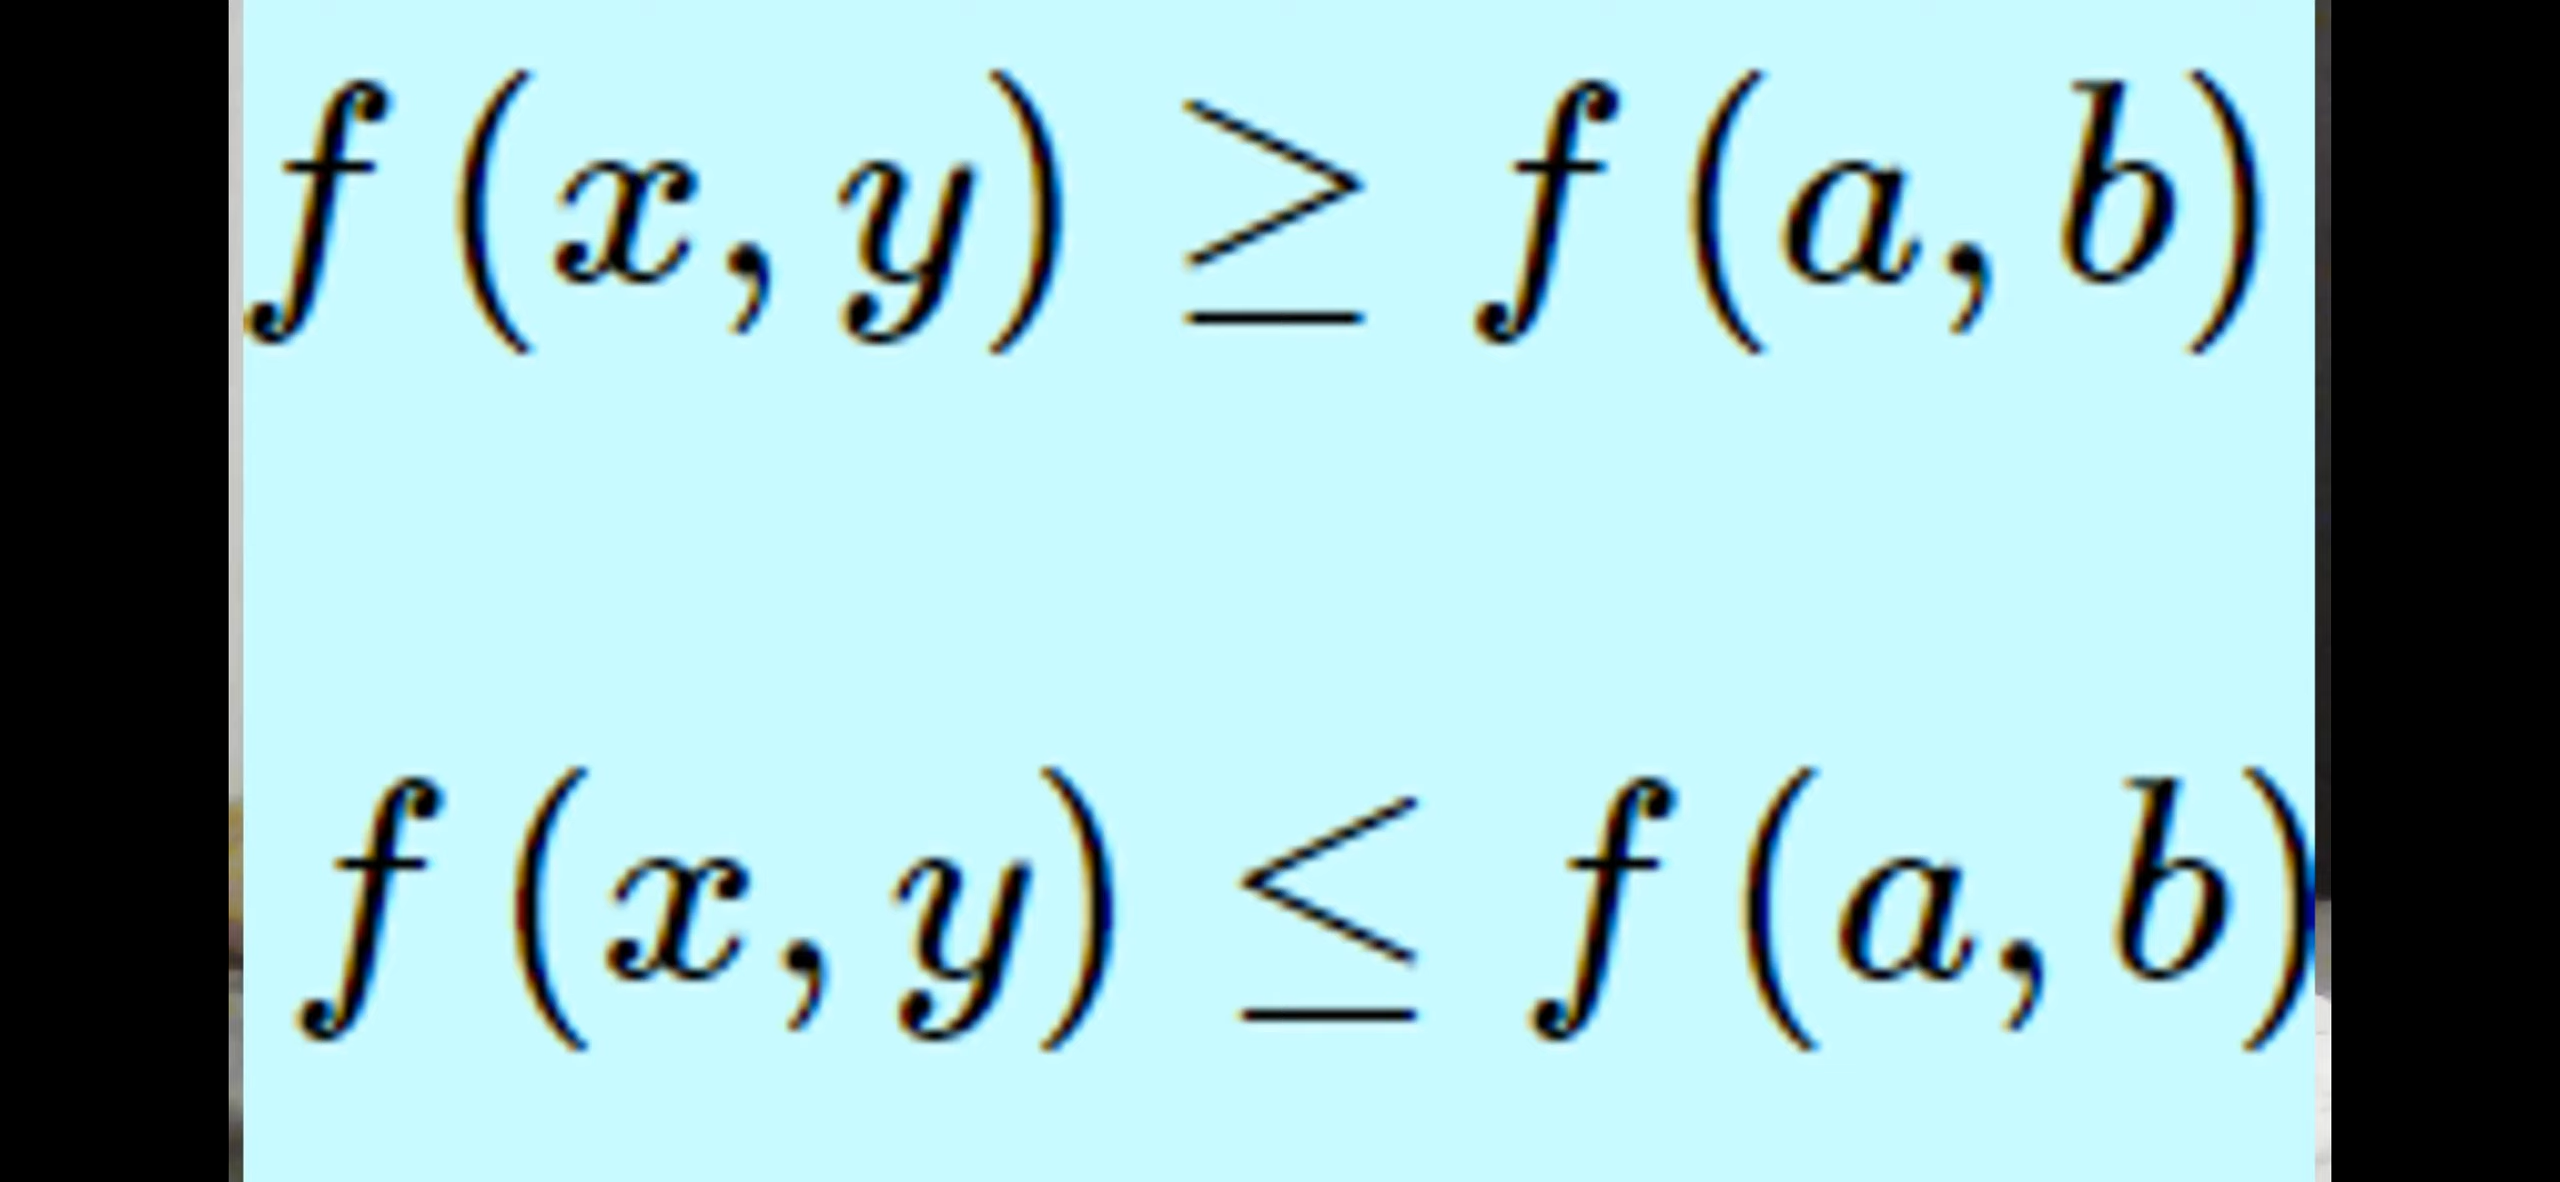 f (x, y) ≥ f (a, b)
f (x, y) ≤ f (a, b)